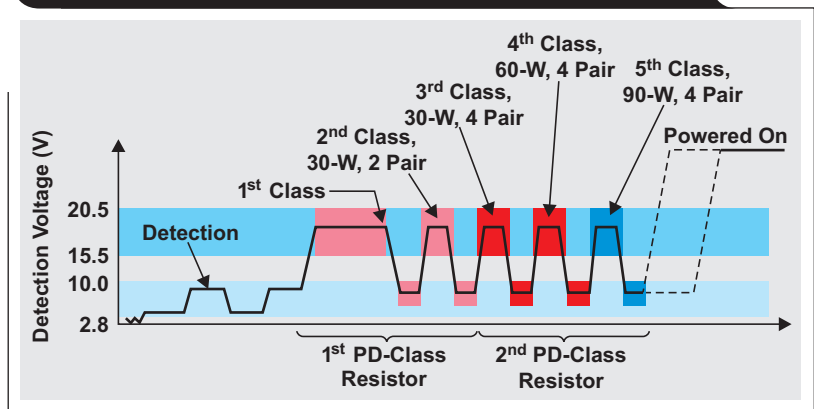 4th Class,
60-W, 4 Pair
5th Class,
90-W, 4 Pair
3rd Class,
30-W, 4 Pair
2nd Class,
30-W, 2 Pair
1st Class
Powered On
Detection Voltage (V)
20.5
15.5
10.0
2.8
Detection
1st PD-Class
Resistor
2nd PD-Class
Resistor